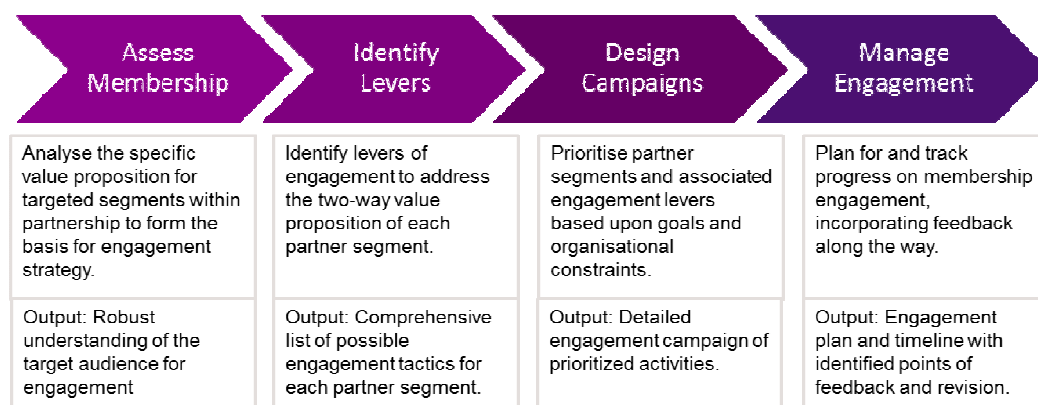 Assess
Membership
Identify
Levers
Design
Campaigns
Manage
Engagement
Analyse the specific
value proposition for
targeted segments within
partnership to form the
basis for engagement
strategy.
Identify levers of
engagement to address
the two-way value
proposition of each
partner segment.
Prioritise partner
segments and associated
engagement levers
based upon goals and
organisational
constraints.
Plan for and track
progress on membership
engagement,
incorporating feedback
along the way.
Output: Robust
understanding of the
target audience for
engagement
Output: Comprehensive
list of possible
engagement tactics for
each partner segment.
Output: Detailed
engagement campaign of
prioritized activities.
Output: Engagement
plan and timeline with
identified points of
feedback and revision.